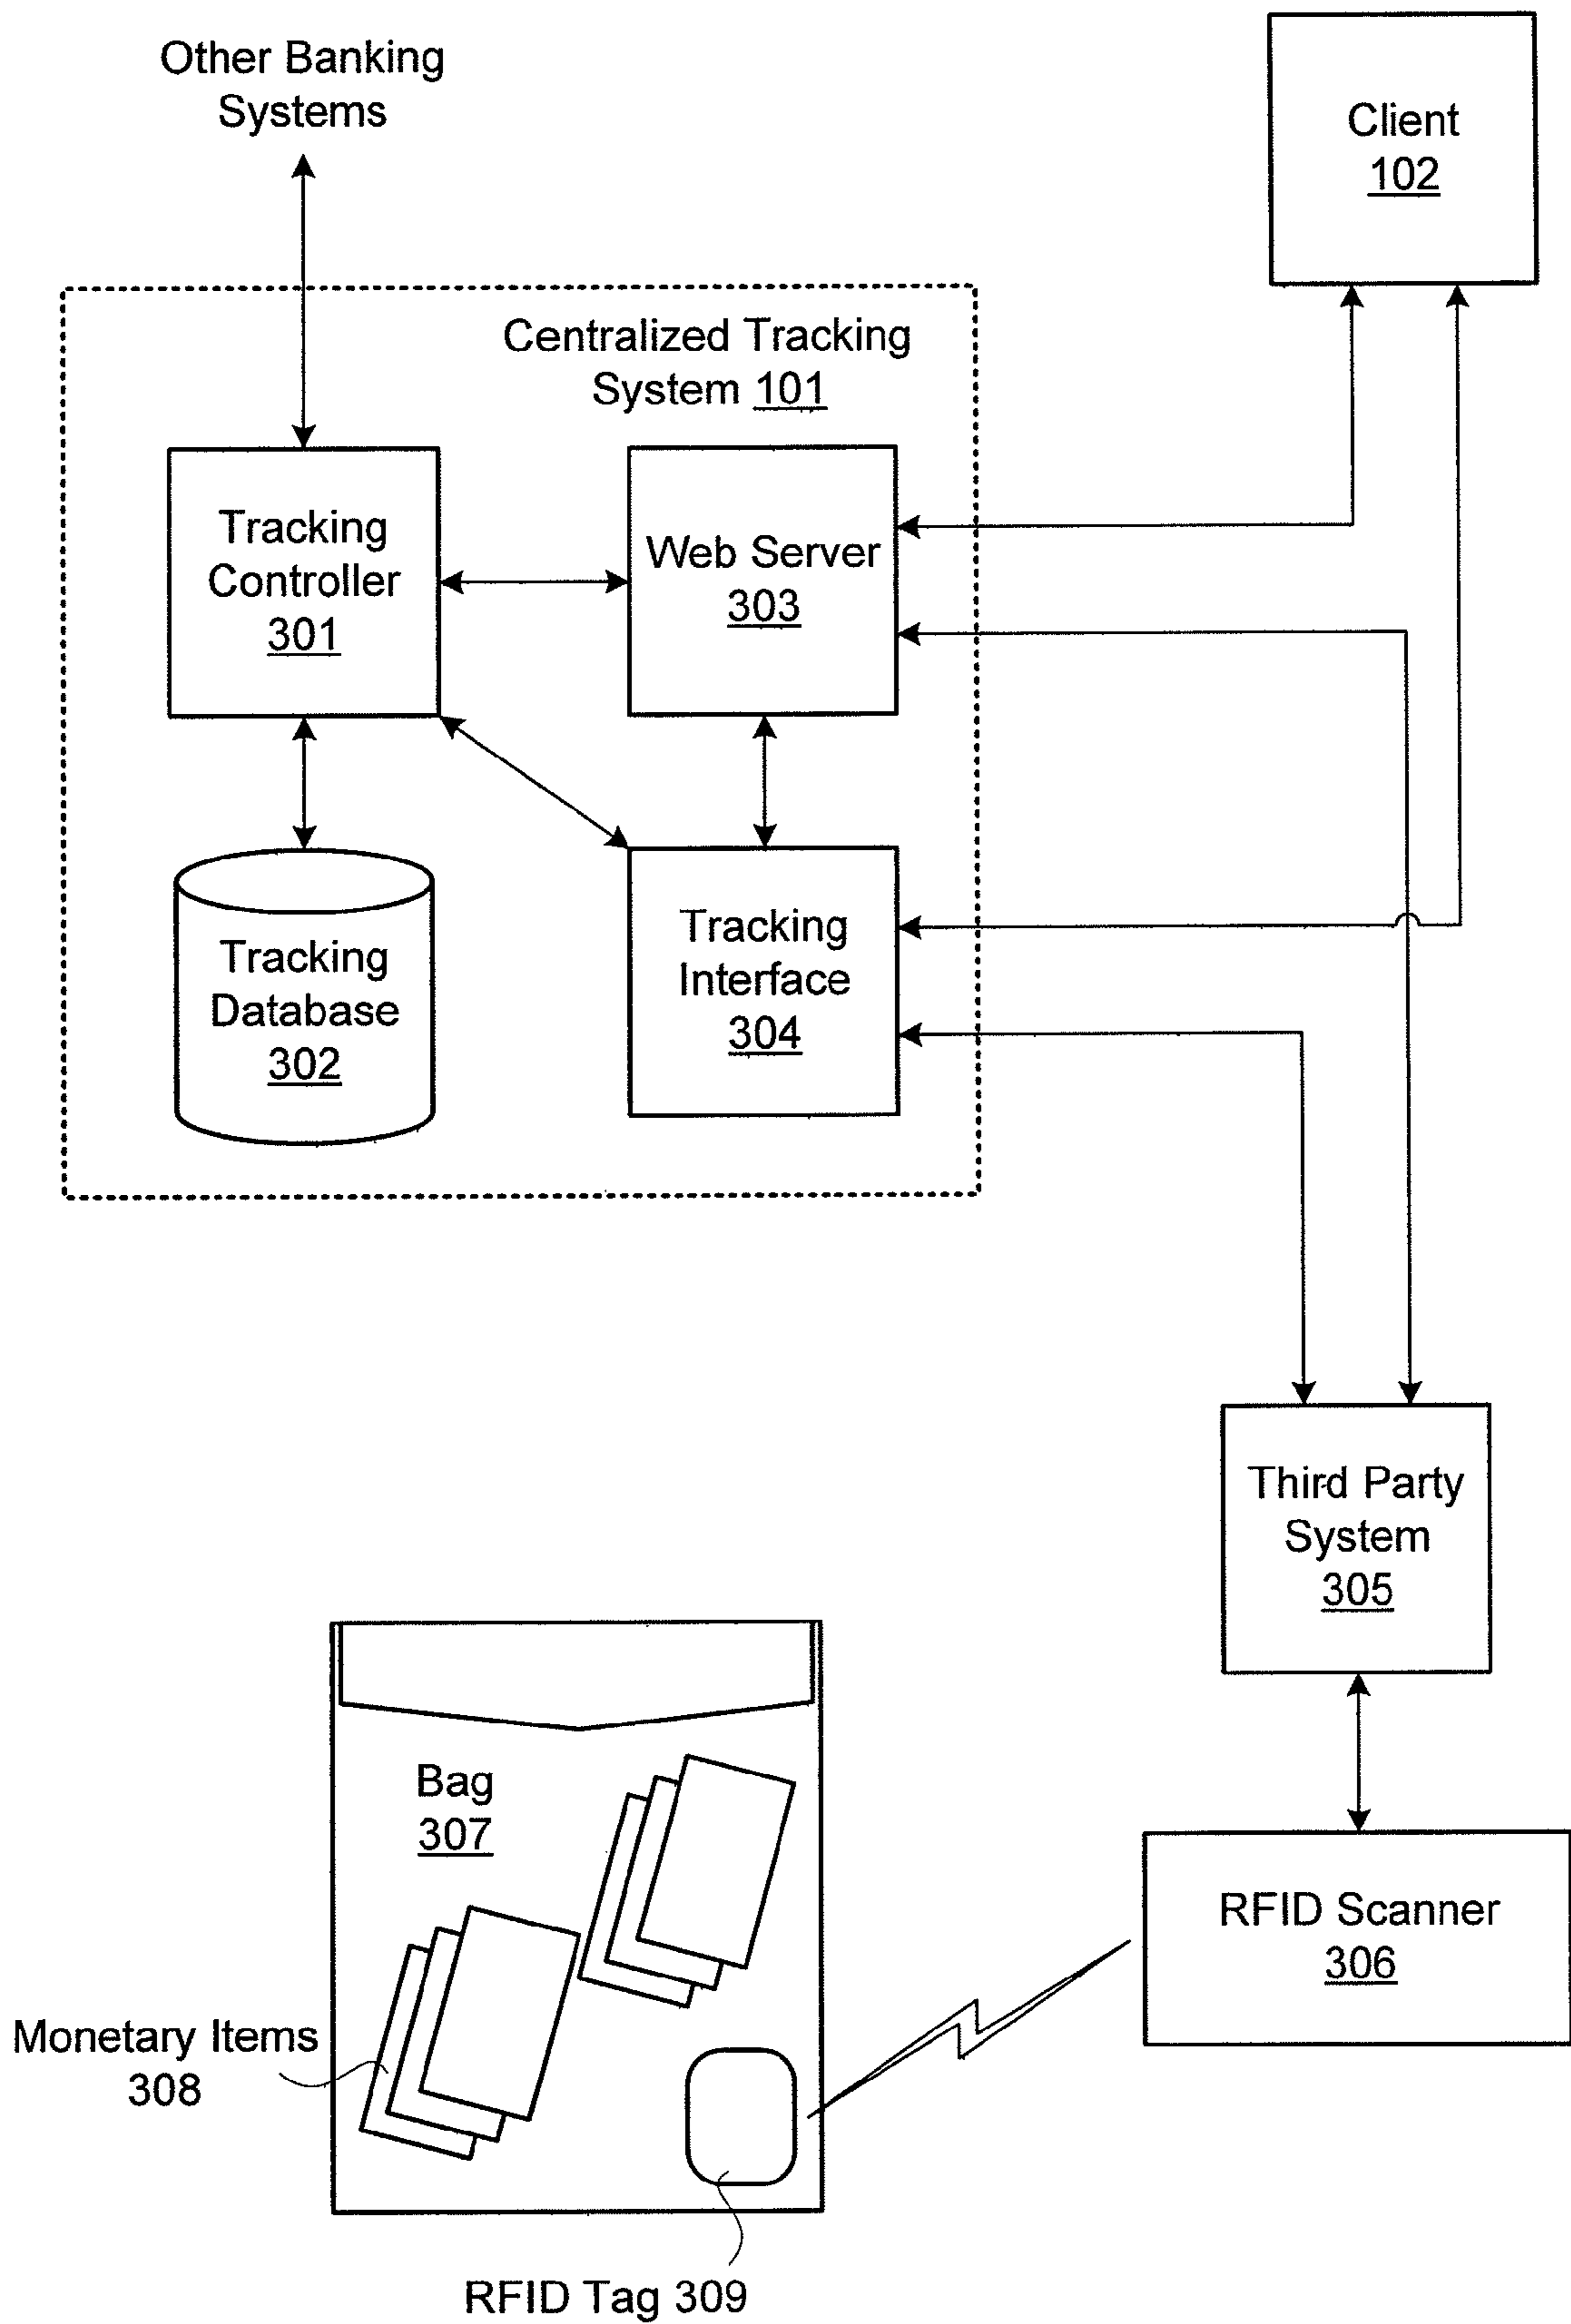 Other Banking
Systems
Client
102
Centralized Tracking
System 101
Tracking
Controller
301
Web Server
303
Tracking
Database
302
Tracking
Interface
304
Third Party
System
305
Bag
307
RFID Scanner
306
Monetary Items
308
RFID Tag 309